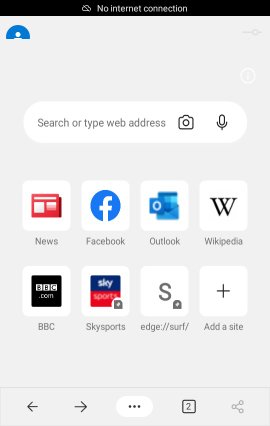 No internet connection
Search or type web address
News
Facebook
Outlook
Wikipedia
BBC
.com
sky
sports
S
BBC
Skysports
edge://surf/
Add a site
2